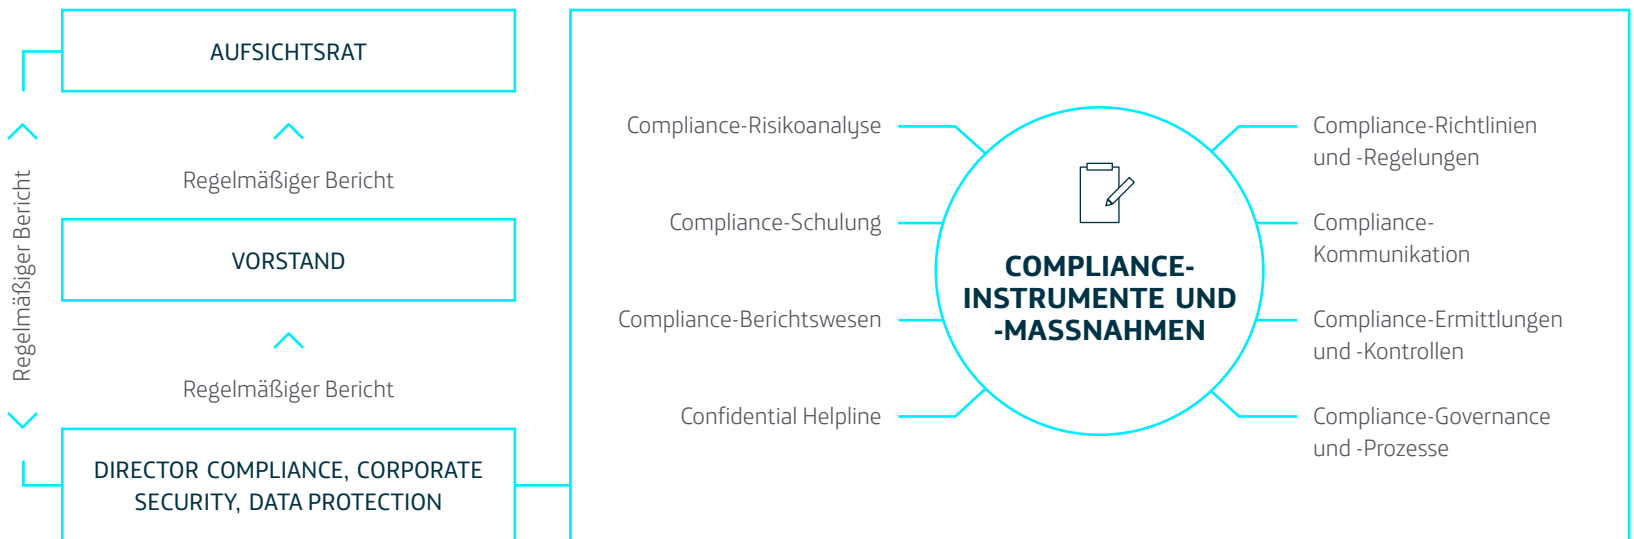 AUFSICHTSRAT
Regelmäßiger Bericht
Regelmäßiger Bericht
VORSTAND
Regelmäßiger Bericht
DIRECTOR COMPLIANCE, CORPORATE
SECURITY, DATA PROTECTION
Compliance-Risikoanalyse
Compliance-Schulung
Compliance-Berichtswesen
Confidential Helpline
COMPLIANCE-
INSTRUMENTE UND
-MASSNAHMEN
Compliance-Richtlinien
und -Regelungen
Compliance-
Kommunikation
Compliance-Ermittlungen
und -Kontrollen
Compliance-Governance
und -Prozesse